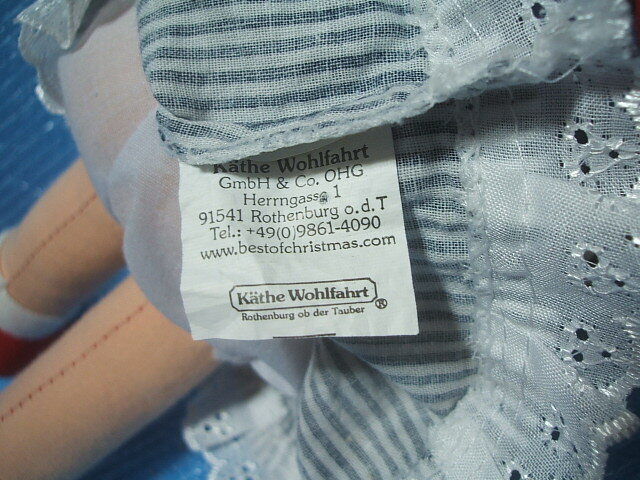 Käthe Wohlfahrt
GmbH & Co. OHG
Herrngasse 1
91541 Rothenburg o.d.T
Tel.: +49(0)9861-4090
www.bestofchristmas.com
Käthe Wohlfahrt®
Rothenburg ob der Tauber